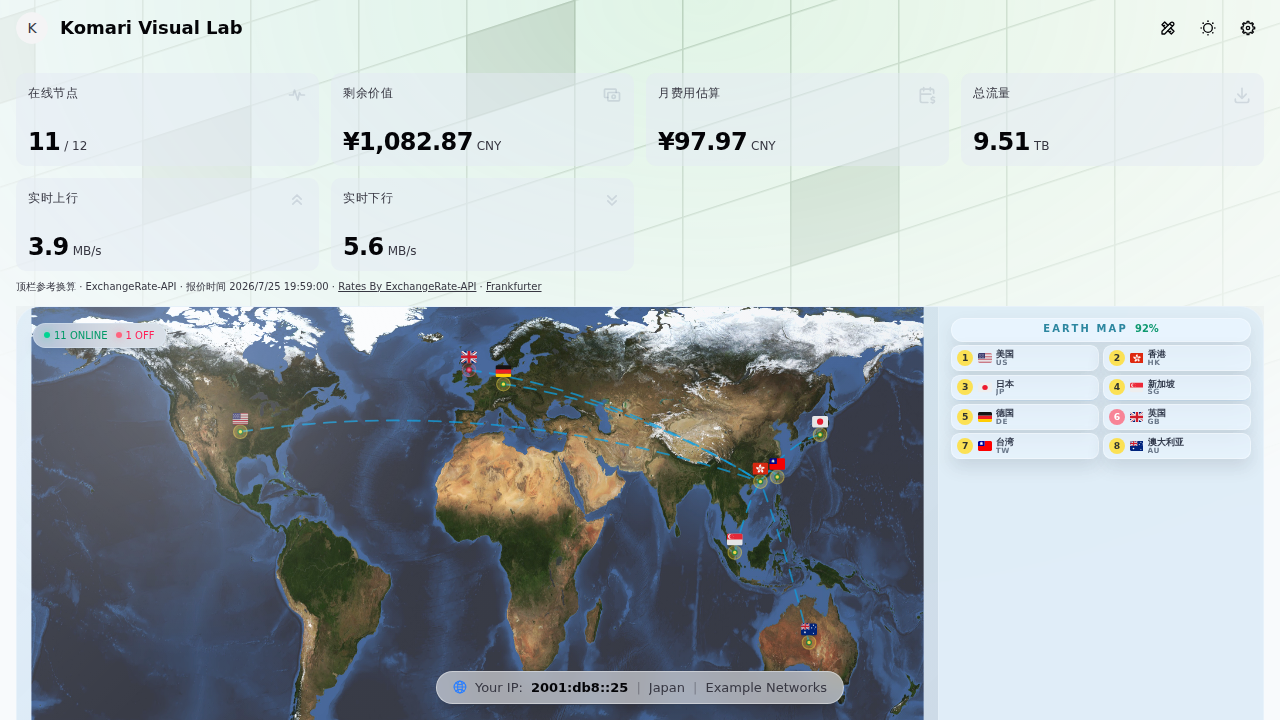 K Komari Visual Lab
在线节点
11 / 12
剩余价值
¥1,082.87 CNY
月费用估算
¥97.97 CNY
总流量
9.51 TB
实时上行
3.9 MB/s
实时下行
5.6 MB/s
顶栏参考换算 · ExchangeRate-API · 报价时间 2026/7/25 19:59:00 · Rates By ExchangeRate-API · Frankfurter
11 ONLINE 1 OFF
EARTH MAP 92%
1 美国 US
2 香港 HK
3 日本 JP
4 新加坡 SG
5 德国 DE
6 英国 GB
7 台湾 TW
8 澳大利亚 AU
Your IP: 2001:db8::25 | Japan | Example Networks